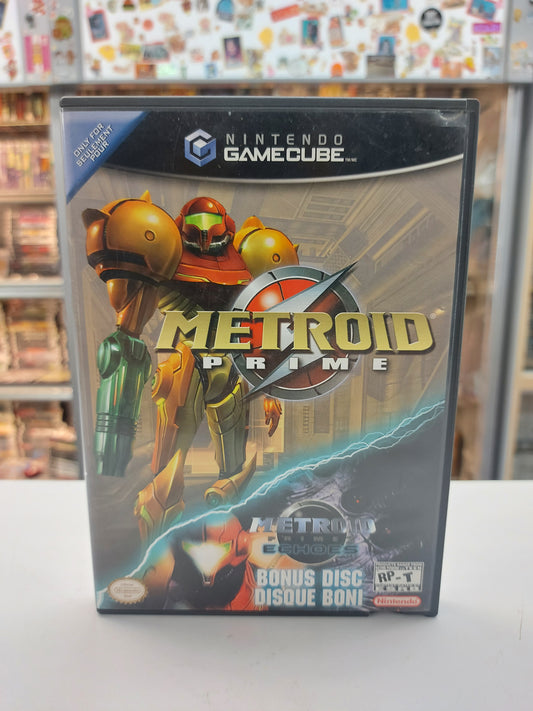 ONLY FOR
SEULEMENT
POUR
NINTENDO
GAMECUBE
METROID
PRIME
METROID
PRIME
ECHOES
BONUS DISC
DISQUE BONI
RP-T
Nintendo